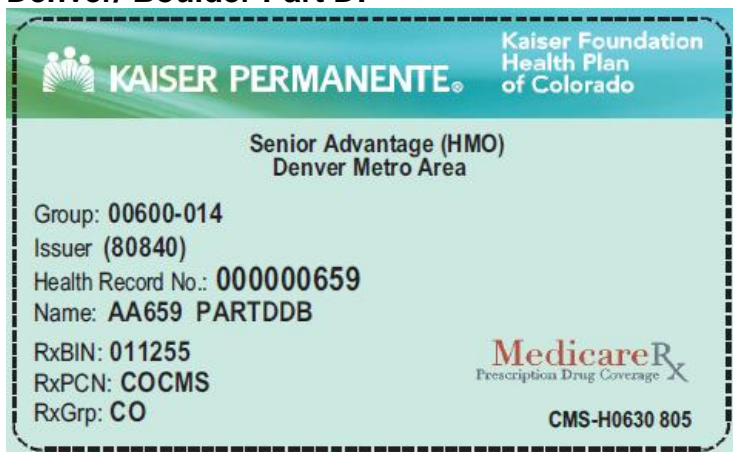 Denver/ Boulder Part D:
KAISER PERMANENTE®
Kaiser Foundation
Health Plan
of Colorado
Senior Advantage (HMO)
Denver Metro Area
Group: 00600-014
Issuer (80840)
Health Record No.: 000000659
Name: AA659 PARTDDB
RxBIN: 011255
RxPCN: COCMS
RxGrp: CO
MedicareRx
Prescription Drug Coverage
CMS-H0630 805